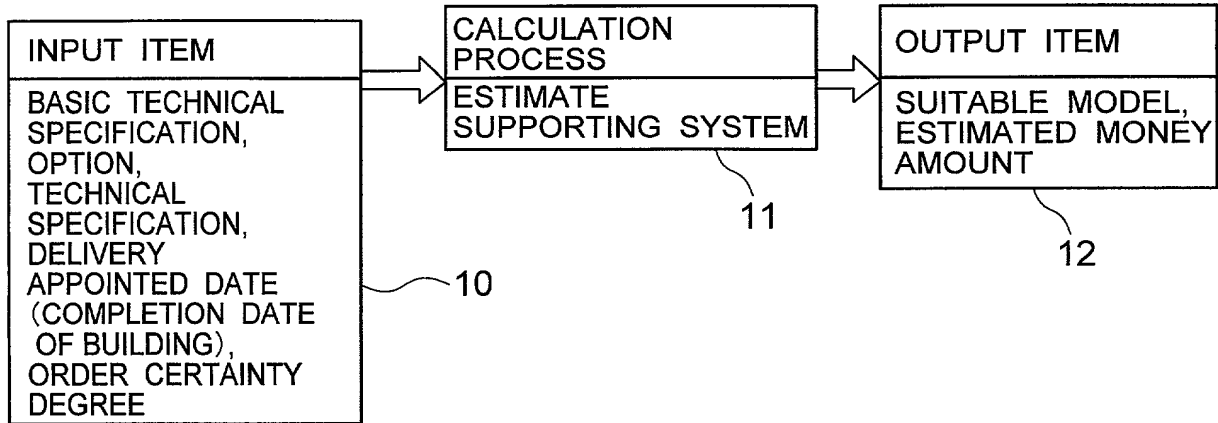 INPUT ITEM
BASIC TECHNICAL
SPECIFICATION,
OPTION,
TECHNICAL
SPECIFICATION,
DELIVERY
APPOINTED DATE
(COMPLETION DATE
OF BUILDING),
ORDER CERTAINTY
DEGREE
10
CALCULATION
PROCESS
ESTIMATE
SUPPORTING SYSTEM
11
OUTPUT ITEM
SUITABLE MODEL,
ESTIMATED MONEY
AMOUNT
12